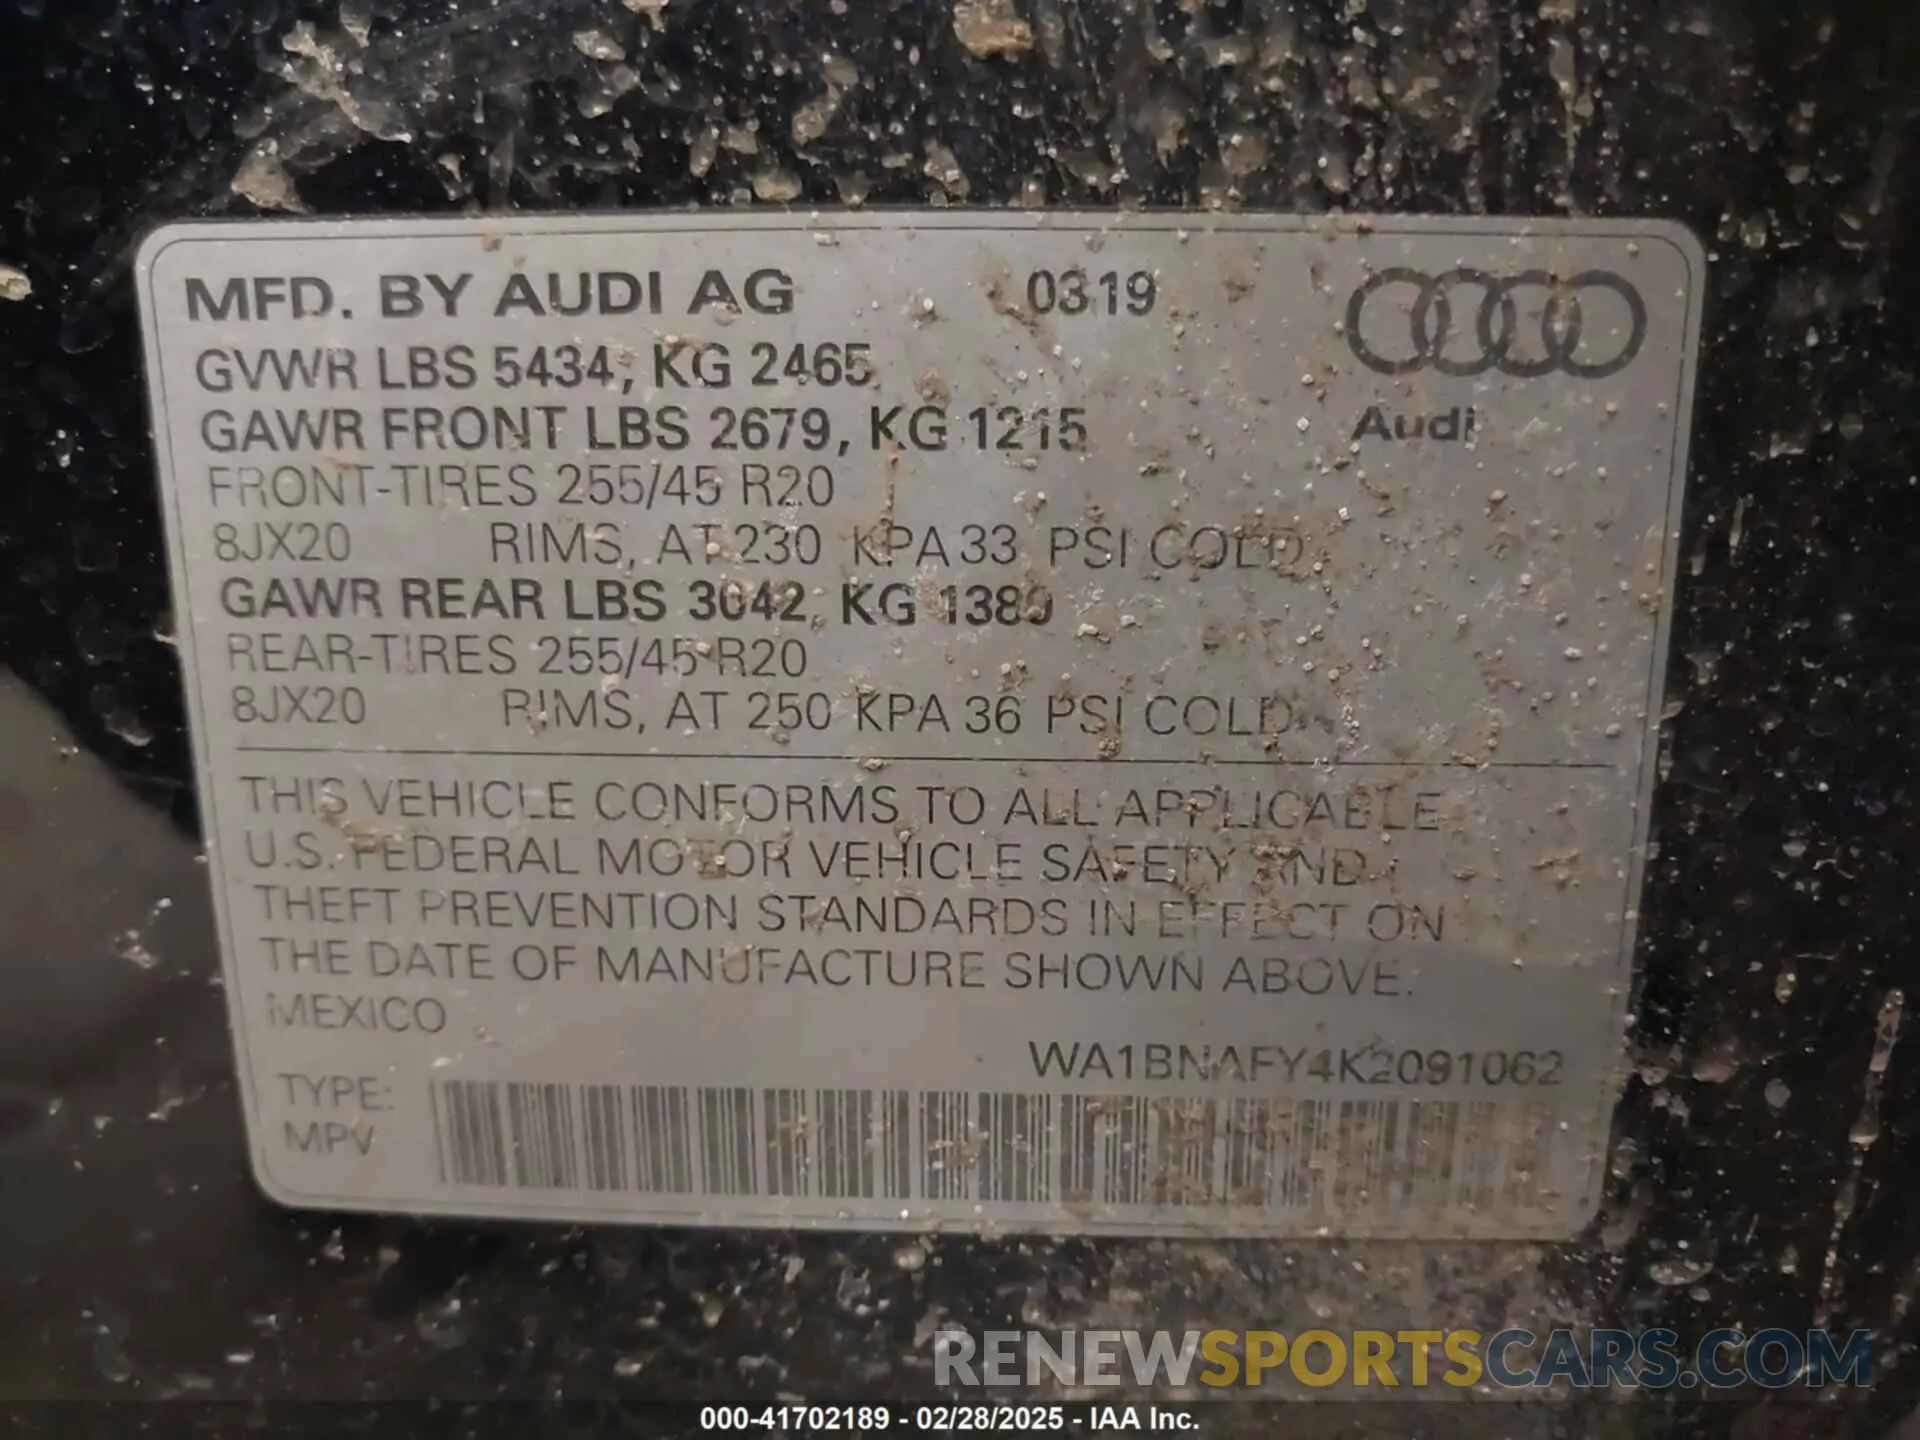 MFD. BY AUDI AG 03.19
GVWR LBS 5434, KG 2465
GAWR FRONT LBS 2679, KG 1215
Audi
FRONT-TIRES 255/45 R20
8JX20 RIMS, AT 230 KPA 33 PSI COLD
GAWR REAR LBS 3042, KG 1380
REAR-TIRES 255/45 R20
8JX20 RIMS, AT 250 KPA 36 PSI COLD
THIS VEHICLE CONFORMS TO ALL APPLICABLE
U.S. FEDERAL MOTOR VEHICLE SAFETY AND
THEFT PREVENTION STANDARDS IN EFFECT ON
THE DATE OF MANUFACTURE SHOWN ABOVE.
MEXICO
WA1BNAFY4K2091062
TYPE:
MPV
RENEWSPORTSCARS.COM
000-41702189 - 02/28/2025 - IAA Inc.